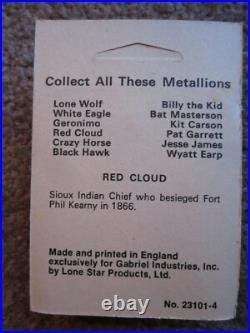 Collect All These Metallions
Lone Wolf Billy the Kid
White Eagle Bat Masterson
Geronimo Kit Carson
Red Cloud Pat Garrett
Crazy Horse Jesse James
Black Hawk Wyatt Earp
RED CLOUD
Sioux Indian Chief who besieged Fort
Phil Kearny in 1866.
Made and printed in England
exclusively for Gabriel Industries, Inc.
by Lone Star Products, Ltd.
No. 23101-4